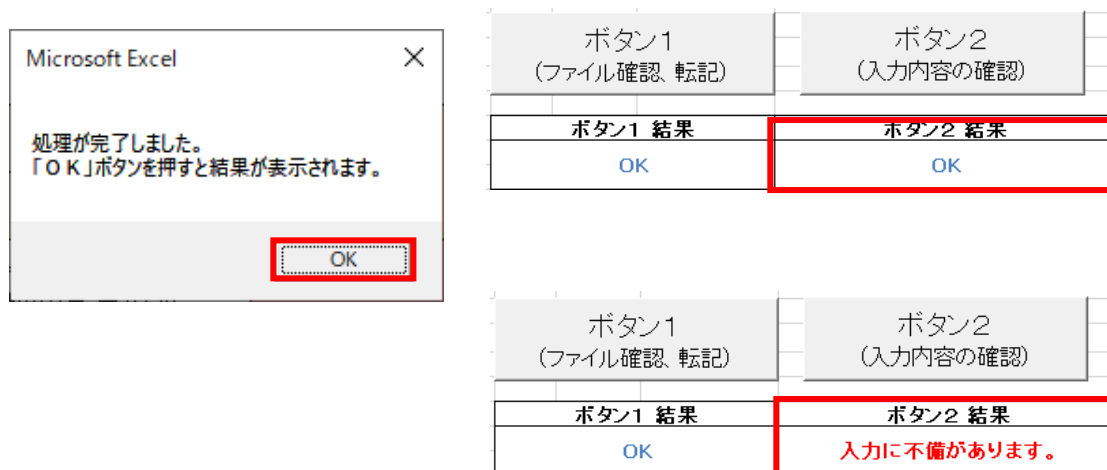 Microsoft Excel
処理が完了しました。
「ＯＫ」ボタンを押すと結果が表示されます。
OK
ボタン1
(ファイル確認、転記)
ボタン２
(入力内容の確認)
ボタン1 結果
ボタン2 結果
OK
OK
ボタン1
(ファイル確認、転記)
ボタン２
(入力内容の確認)
ボタン1 結果
ボタン2 結果
OK
入力に不備があります。